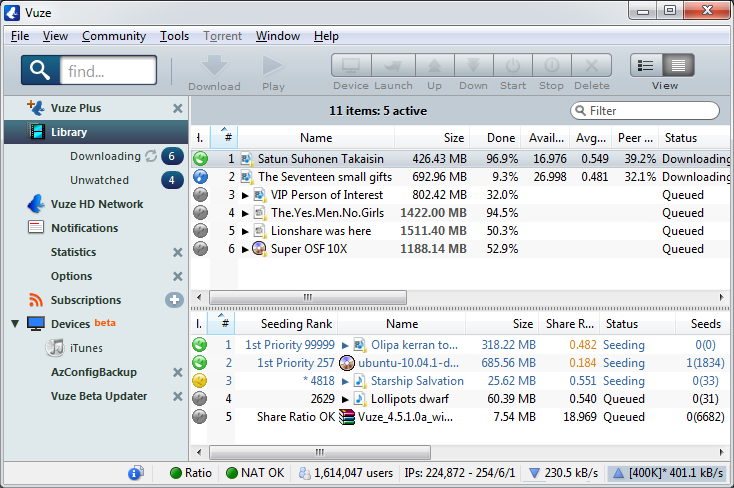 Vuze
File View Community Tools Torrent Window Help
find...
Download Play Device Launch Up Down Start Stop Delete View
11 items: 5 active
Filter
Vuze Plus
Library
Downloading 6
Unwatched 4
Vuze HD Network
Notifications
Statistics
Options
Subscriptions
Devices beta
iTunes
AzConfigBackup
Vuze Beta Updater
# Name Size Done Avail... Avg... Peer ... Status
1 Satun Suhonen Takaisin 426.43 MB 96.9% 16.976 0.549 39.2% Downloading
2 The Seventeen small gifts 692.96 MB 9.3% 26.998 0.481 32.1% Downloading
3 VIP Person of Interest 802.42 MB 32.0% Queued
4 The.Yes.Men.No.Girls 1422.00 MB 94.5% Queued
5 Lionshare was here 1511.40 MB 50.3% Queued
6 Super OSF 10X 1188.14 MB 52.9% Queued
# Seeding Rank Name Size Share R... Status Seeds
1 1st Priority 99999 Olipa kerran to... 318.22 MB 0.482 Seeding 0(0)
2 1st Priority 257 ubuntu-10.04.1-d... 685.56 MB 0.184 Seeding 1(1834)
3 * 4818 Starship Salvation 25.62 MB 0.551 Seeding 0(33)
4 2629 Lollipots dwarf 60.39 MB 0.540 Queued 0(31)
5 Share Ratio OK Vuze_4.5.1.0a_wi... 7.54 MB 18.969 Queued 0(6682)
Ratio NAT OK 1,614,047 users IPs: 224,872 - 254/6/1 230.5 kB/s [400K]* 401.1 kB/s